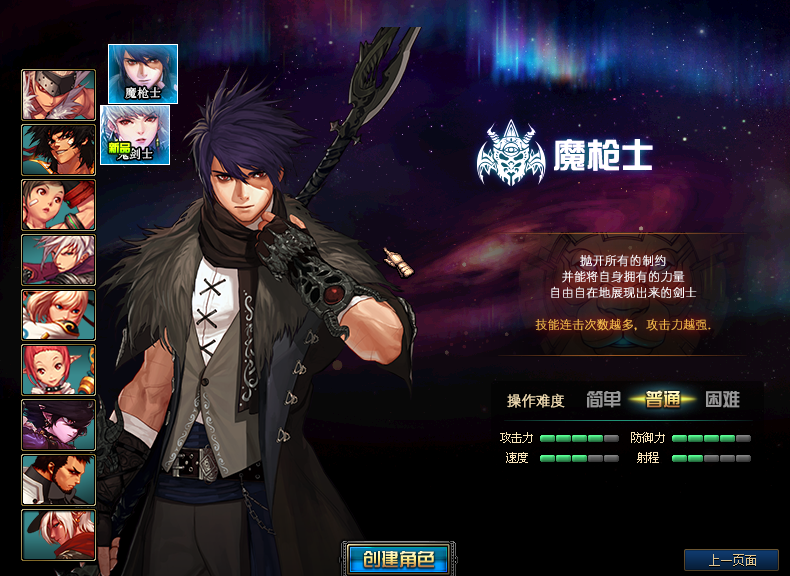 魔枪士
新品
鬼剑士
魔枪士
抛开所有的制约
并能将自身拥有的力量
自由自在地展现出来的剑士
技能连击次数越多，攻击力越强.
操作难度 简单 普通 困难
攻击力 防御力
速度 射程
创建角色
上一页面